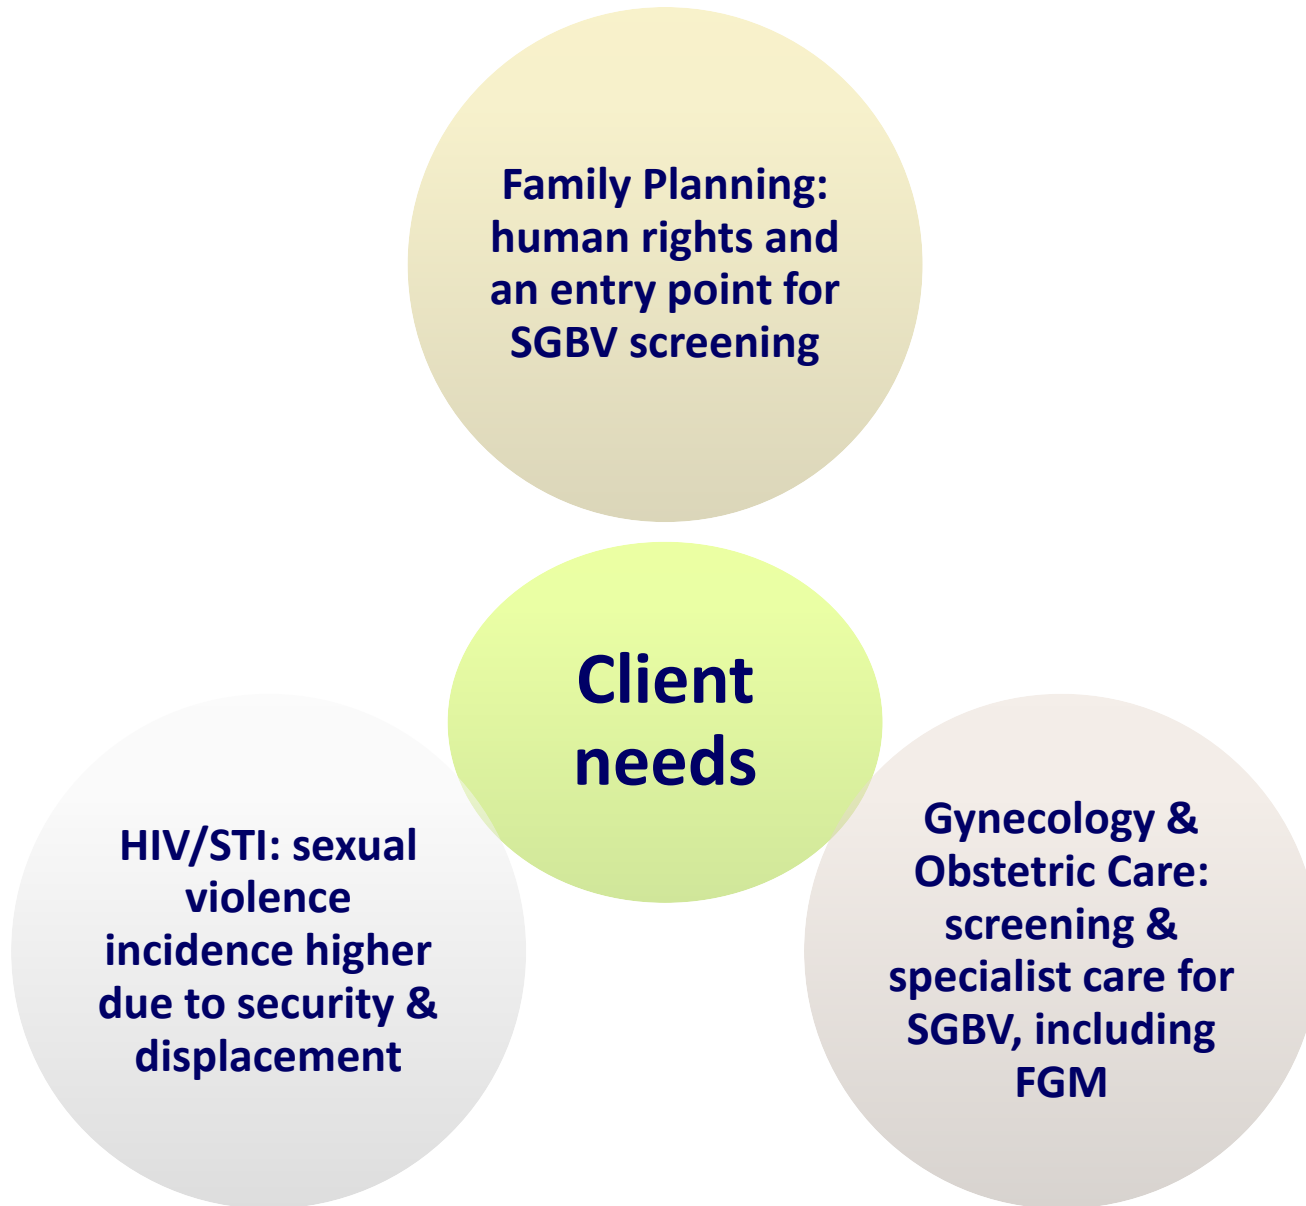 Family Planning:
human rights and
an entry point for
SGBV screening
Client
needs
HIV/STI: sexual
violence
incidence higher
due to security &
displacement
Gynecology &
Obstetric Care:
screening &
specialist care for
SGBV, including
FGM